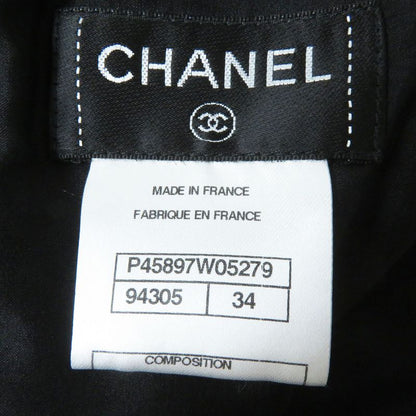 CHANEL
MADE IN FRANCE
FABRIQUE EN FRANCE
P45897W05279
94305 34
COMPOSITION